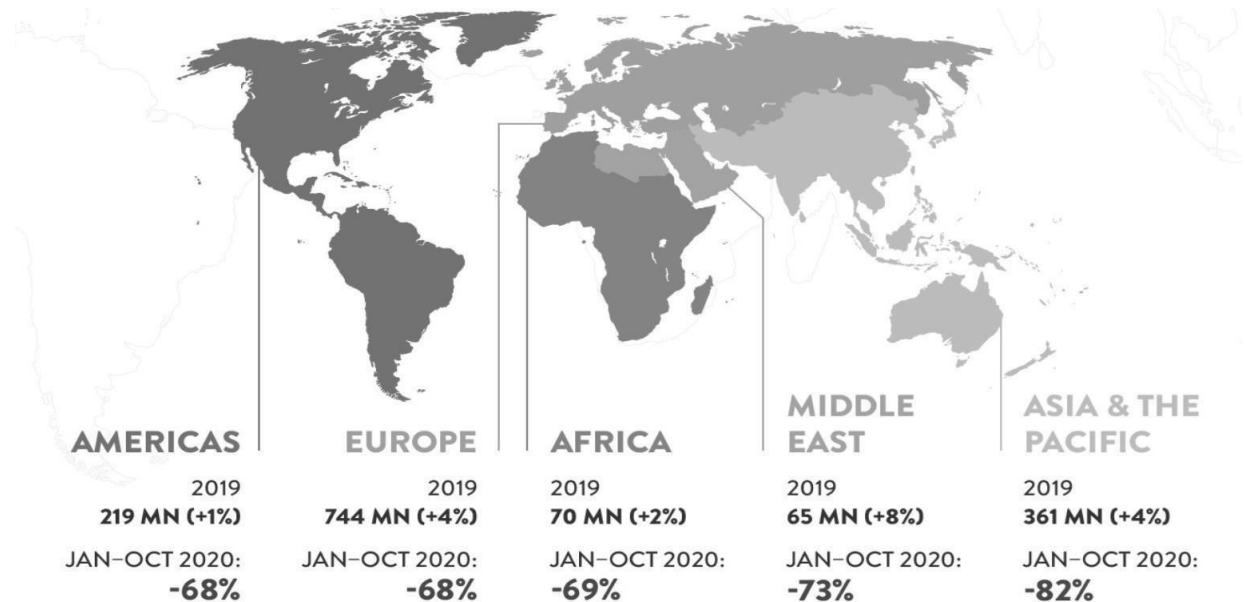 AMERICAS
2019
219 MN (+1%)
JAN–OCT 2020:
-68%
EUROPE
2019
744 MN (+4%)
JAN–OCT 2020:
-68%
AFRICA
2019
70 MN (+2%)
JAN–OCT 2020:
-69%
MIDDLE
EAST
2019
65 MN (+8%)
JAN–OCT 2020:
-73%
ASIA & THE
PACIFIC
2019
361 MN (+4%)
JAN–OCT 2020:
-82%